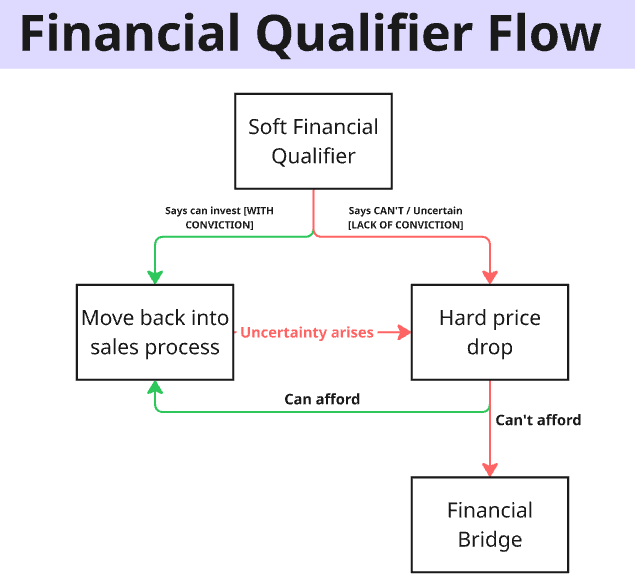 Financial Qualifier Flow
Soft Financial
Qualifier
Says can invest [WITH
CONVICTION]
Says CAN'T / Uncertain
[LACK OF CONVICTION]
Move back into
sales process
Uncertainty arises
Hard price
drop
Can afford
Can't afford
Financial
Bridge